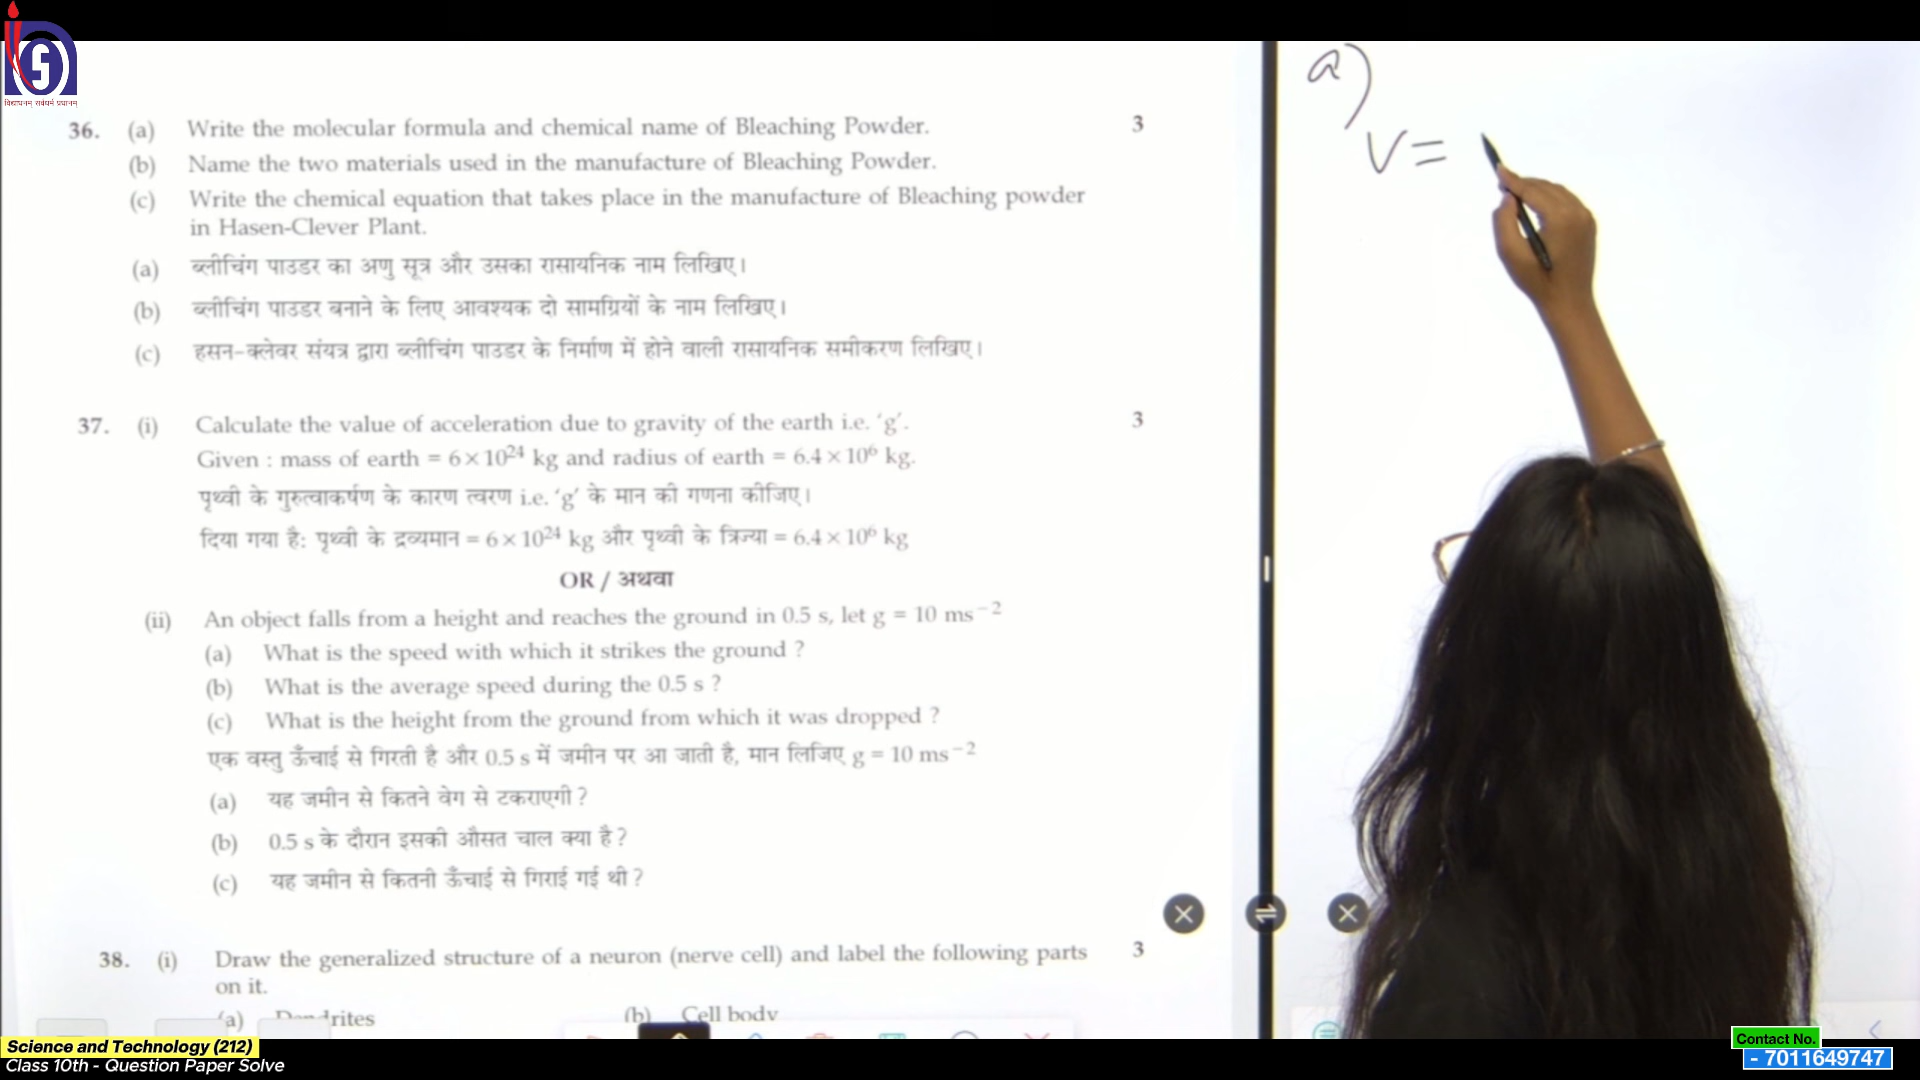 विद्याधनम् सर्वधर्म प्रधानम्
36. (a) Write the molecular formula and chemical name of Bleaching Powder. 3
(b) Name the two materials used in the manufacture of Bleaching Powder.
(c) Write the chemical equation that takes place in the manufacture of Bleaching powder
in Hasen-Clever Plant.
(a) ब्लीचिंग पाउडर का अणु सूत्र और उसका रासायनिक नाम लिखिए।
(b) ब्लीचिंग पाउडर बनाने के लिए आवश्यक दो सामग्रियों के नाम लिखिए।
(c) हसन-क्लेवर संयत्र द्वारा ब्लीचिंग पाउडर के निर्माण में होने वाली रासायनिक समीकरण लिखिए।
37. (i) Calculate the value of acceleration due to gravity of the earth i.e. ‘g’. 3
Given : mass of earth = 6×10²⁴ kg and radius of earth = 6.4×10⁶ kg.
पृथ्वी के गुरुत्वाकर्षण के कारण त्वरण i.e. ‘g’ के मान की गणना कीजिए।
दिया गया है: पृथ्वी के द्रव्यमान = 6×10²⁴ kg और पृथ्वी के त्रिज्या = 6.4×10⁶ kg
OR / अथवा
(ii) An object falls from a height and reaches the ground in 0.5 s, let g = 10 ms⁻²
(a) What is the speed with which it strikes the ground ?
(b) What is the average speed during the 0.5 s ?
(c) What is the height from the ground from which it was dropped ?
एक वस्तु ऊँचाई से गिरती है और 0.5 s में जमीन पर आ जाती है, मान लिजिए g = 10 ms⁻²
(a) यह जमीन से कितने वेग से टकराएगी ?
(b) 0.5 s के दौरान इसकी औसत चाल क्या है ?
(c) यह जमीन से कितनी ऊँचाई से गिराई गई थी ?
38. (i) Draw the generalized structure of a neuron (nerve cell) and label the following parts 3
on it.
(a) Dendrites (b) Cell body
a)
v =
Science and Technology (212)
Class 10th - Question Paper Solve
Contact No.
- 7011649747